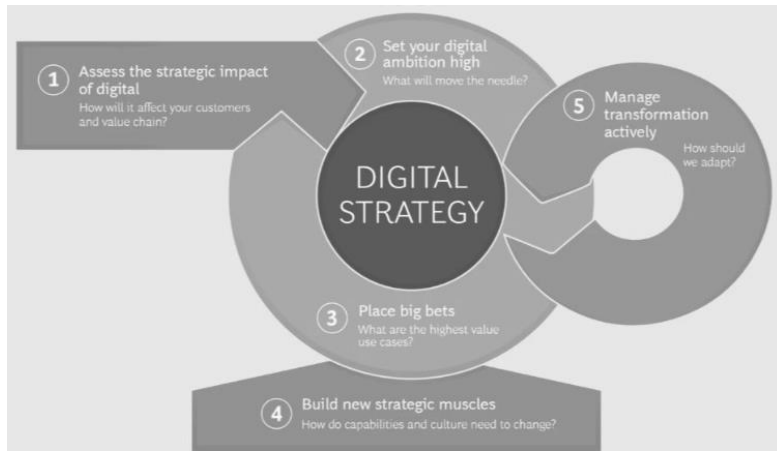 1
Assess the strategic impact
of digital
How will it affect your customers
and value chain?
2
Set your digital
ambition high
What will move the needle?
5
Manage
transformation
actively
How should
we adapt?
DIGITAL
STRATEGY
3
Place big bets
What are the highest value
use cases?
4
Build new strategic muscles
How do capabilities and culture need to change?